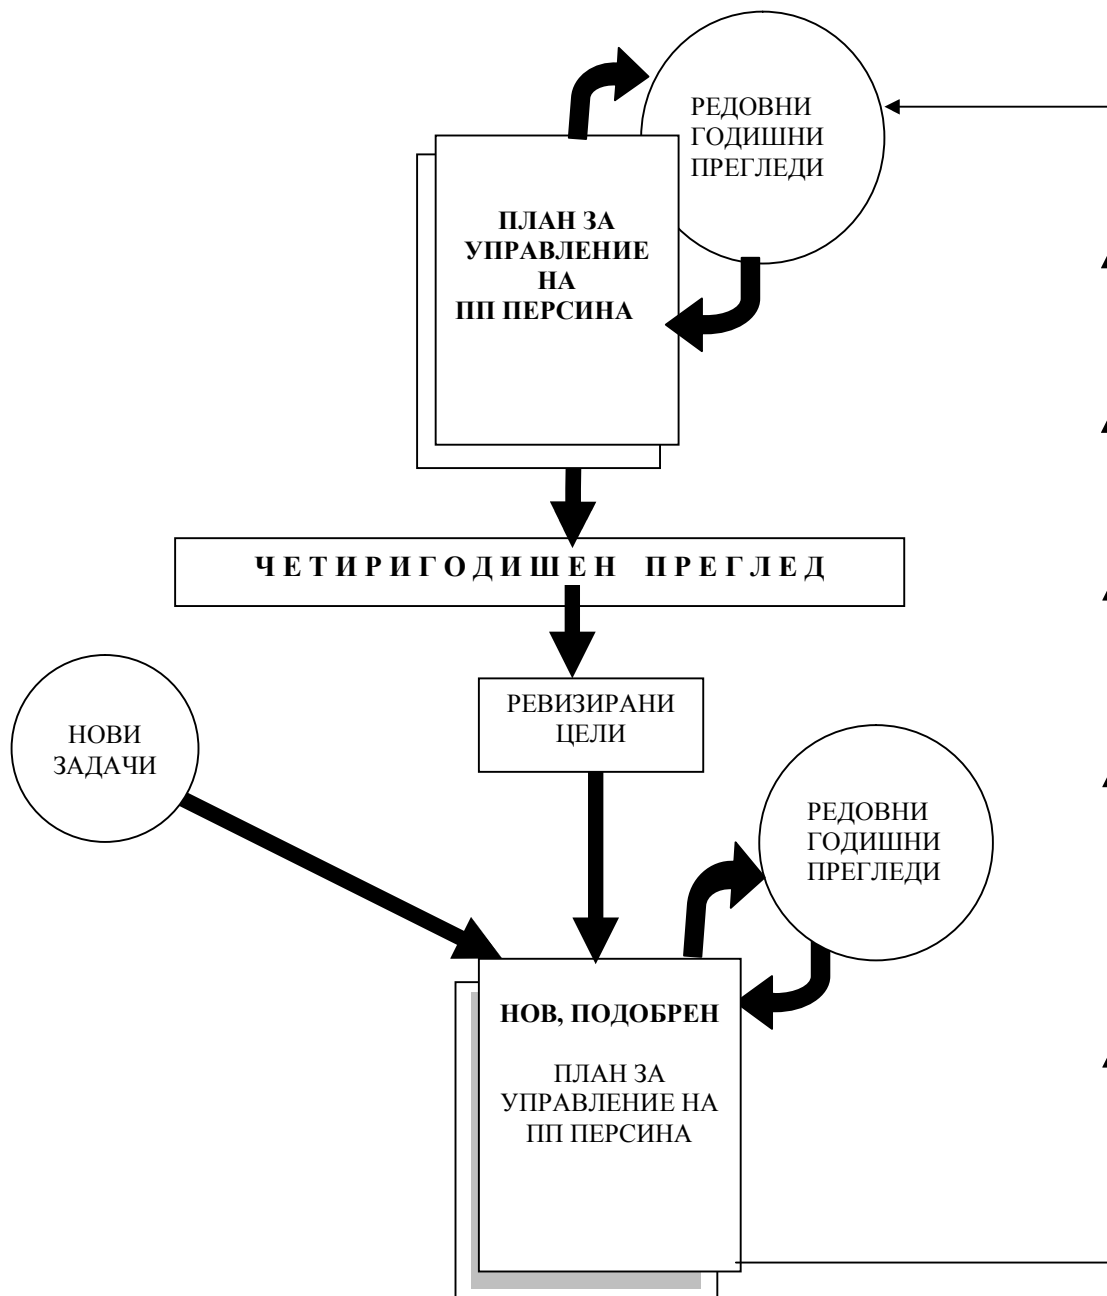 РЕДОВНИ
ГОДИШНИ
ПРЕГЛЕДИ
ПЛАН ЗА
УПРАВЛЕНИЕ
НА
ПП ПЕРСИНА
ЧЕТИРИГОДИШЕН ПРЕГЛЕД
РЕВИЗИРАНИ
ЦЕЛИ
НОВИ
ЗАДАЧИ
РЕДОВНИ
ГОДИШНИ
ПРЕГЛЕДИ
НОВ, ПОДОБРЕН
ПЛАН ЗА
УПРАВЛЕНИЕ НА
ПП ПЕРСИНА